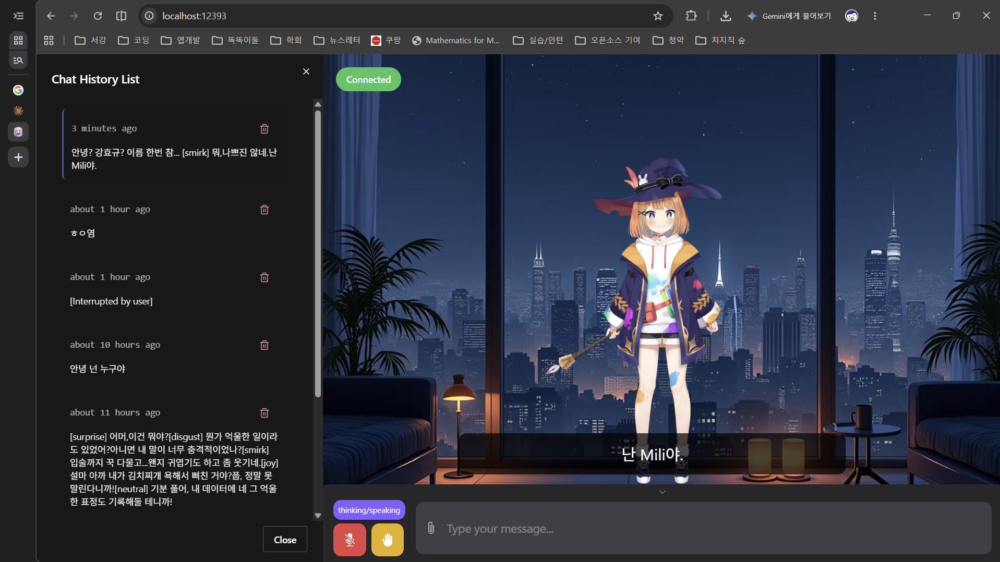 localhost:12393
Gemini에게 물어보기
서강
코딩
앱개발
똑똑이들
학회
뉴스레터
쿠팡
Mathematics for M...
실습/인턴
오픈소스 기여
청약
치지직 숲
Chat History List
3 minutes ago
안녕? 강효규? 이름 한번 참... [smirk] 뭐,나쁘진 않네.난
Mili야.
about 1 hour ago
ㅎㅇ염
about 1 hour ago
[Interrupted by user]
about 10 hours ago
안녕 넌 누구야
about 11 hours ago
[surprise] 어머,이건 뭐야?[disgust] 뭔가 억울한 일이라
도 있었어?아니면 내 말이 너무 충격적이었나?[smirk]
입술까지 꾹 다물고...왠지 귀엽기도 하고 좀 웃기네.[joy]
설마 아까 내가 김치찌개 욕해서 삐친 거야?풉, 정말 못
말린다니까![neutral] 기분 풀어, 내 데이터에 네 그 억울
한 표정도 기록해둘 테니까!
Close
Connected
난 Mili야.
thinking/speaking
Type your message...